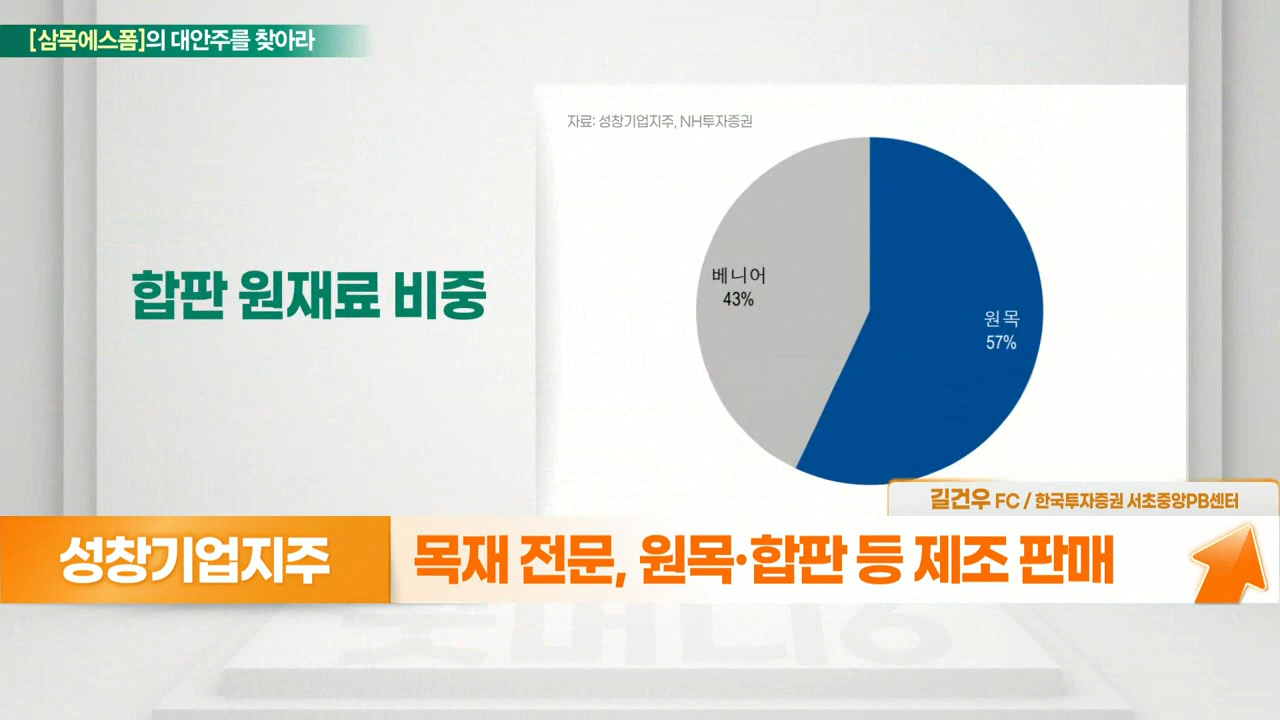 [삼목에스폼]의 대안주를 찾아라
자료: 성창기업지주, NH투자증권
합판 원재료 비중
베니어
43%
원목
57%
길건우 FC / 한국투자증권 서초중앙PB센터
성창기업지주
목재 전문, 원목·합판 등 제조 판매